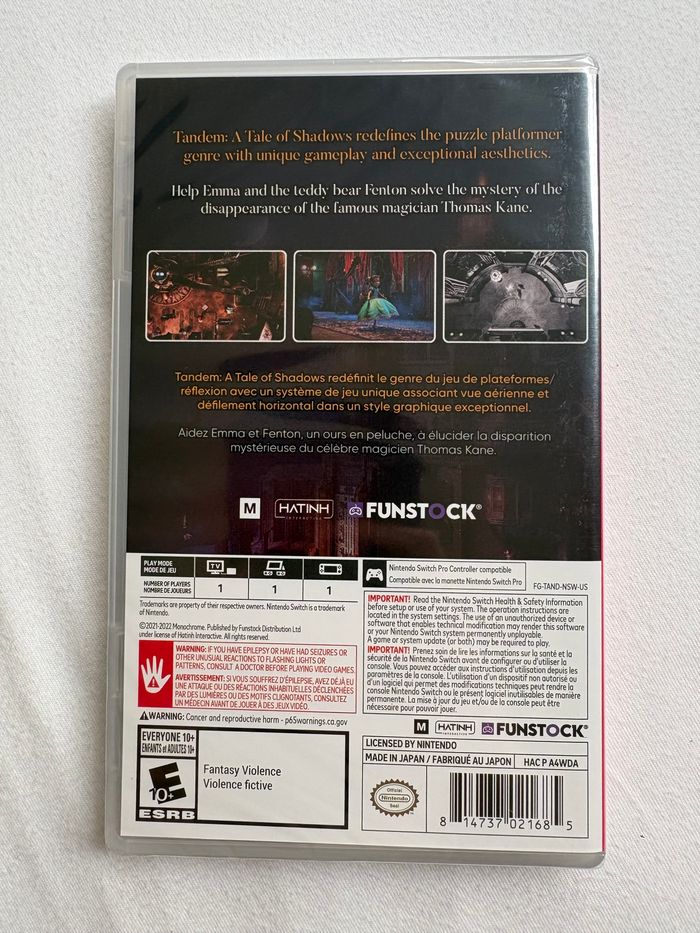 Tandem: A Tale of Shadows redefines the puzzle platformer
genre with unique gameplay and exceptional aesthetics.
Help Emma and the teddy bear Fenton solve the mystery of the
disappearance of the famous magician Thomas Kane.
Tandem: A Tale of Shadows redéfinit le genre du jeu de plateformes/
réflexion avec un système de jeu unique associant vue aérienne et
défilement horizontal dans un style graphique exceptionnel.
Aidez Emma et Fenton, un ours en peluche, à élucider la disparition
mystérieuse du célèbre magicien Thomas Kane.
M HATINH INTERACTIVE FUNSTOCK®
PLAY MODE
MODE DE JEU
TV
NUMBER OF PLAYERS
NOMBRE DE JOUEURS
1 1 1
Nintendo Switch Pro Controller compatible
Compatible avec la manette Nintendo Switch Pro
FG-TAND-NSW-US
Trademarks are property of their respective owners. Nintendo Switch is a trademark
of Nintendo.
©2021-2022 Monochrome. Published by Funstock Distribution Ltd
under license of Hatinh Interactive. All rights reserved.
WARNING: IF YOU HAVE EPILEPSY OR HAVE HAD SEIZURES OR
OTHER UNUSUAL REACTIONS TO FLASHING LIGHTS OR
PATTERNS, CONSULT A DOCTOR BEFORE PLAYING VIDEO GAMES.
AVERTISSEMENT: SI VOUS SOUFFREZ D'ÉPILEPSIE, AVEZ DÉJÀ EU
UNE ATTAQUE OU DES RÉACTIONS INHABITUELLES DÉCLENCHÉES
PAR DES LUMIÈRES OU DES MOTIFS CLIGNOTANTS, CONSULTEZ
UN MÉDECIN AVANT DE JOUER À DES JEUX VIDÉO.
WARNING: Cancer and reproductive harm - p65warnings.ca.gov
IMPORTANT! Read the Nintendo Switch Health & Safety Information
before setup or use of your system. The operation instructions are
located in the system settings. The use of an unauthorized device or
software that enables technical modification may render this software
or your Nintendo Switch system permanently unplayable.
A game or system update (or both) may be required to play.
IMPORTANT! Prenez soin de lire les informations sur la santé et la
sécurité de la Nintendo Switch avant de configurer ou d'utiliser la
console. Vous pouvez accéder aux instructions d'utilisation depuis les
paramètres de la console. L'utilisation d'un dispositif non autorisé ou
d'un logiciel qui permet des modifications techniques peut rendre la
console Nintendo Switch ou le présent logiciel inutilisables de manière
permanente. La mise à jour du jeu et/ou de la console peut être
nécessaire pour pouvoir jouer.
M HATINH FUNSTOCK®
EVERYONE 10+
ENFANTS et ADULTES 10+
E
10+
ESRB
Fantasy Violence
Violence fictive
LICENSED BY NINTENDO
MADE IN JAPAN / FABRIQUÉ AU JAPON HAC P A4WDA
Official
Nintendo
Seal
8 14737 02168 5